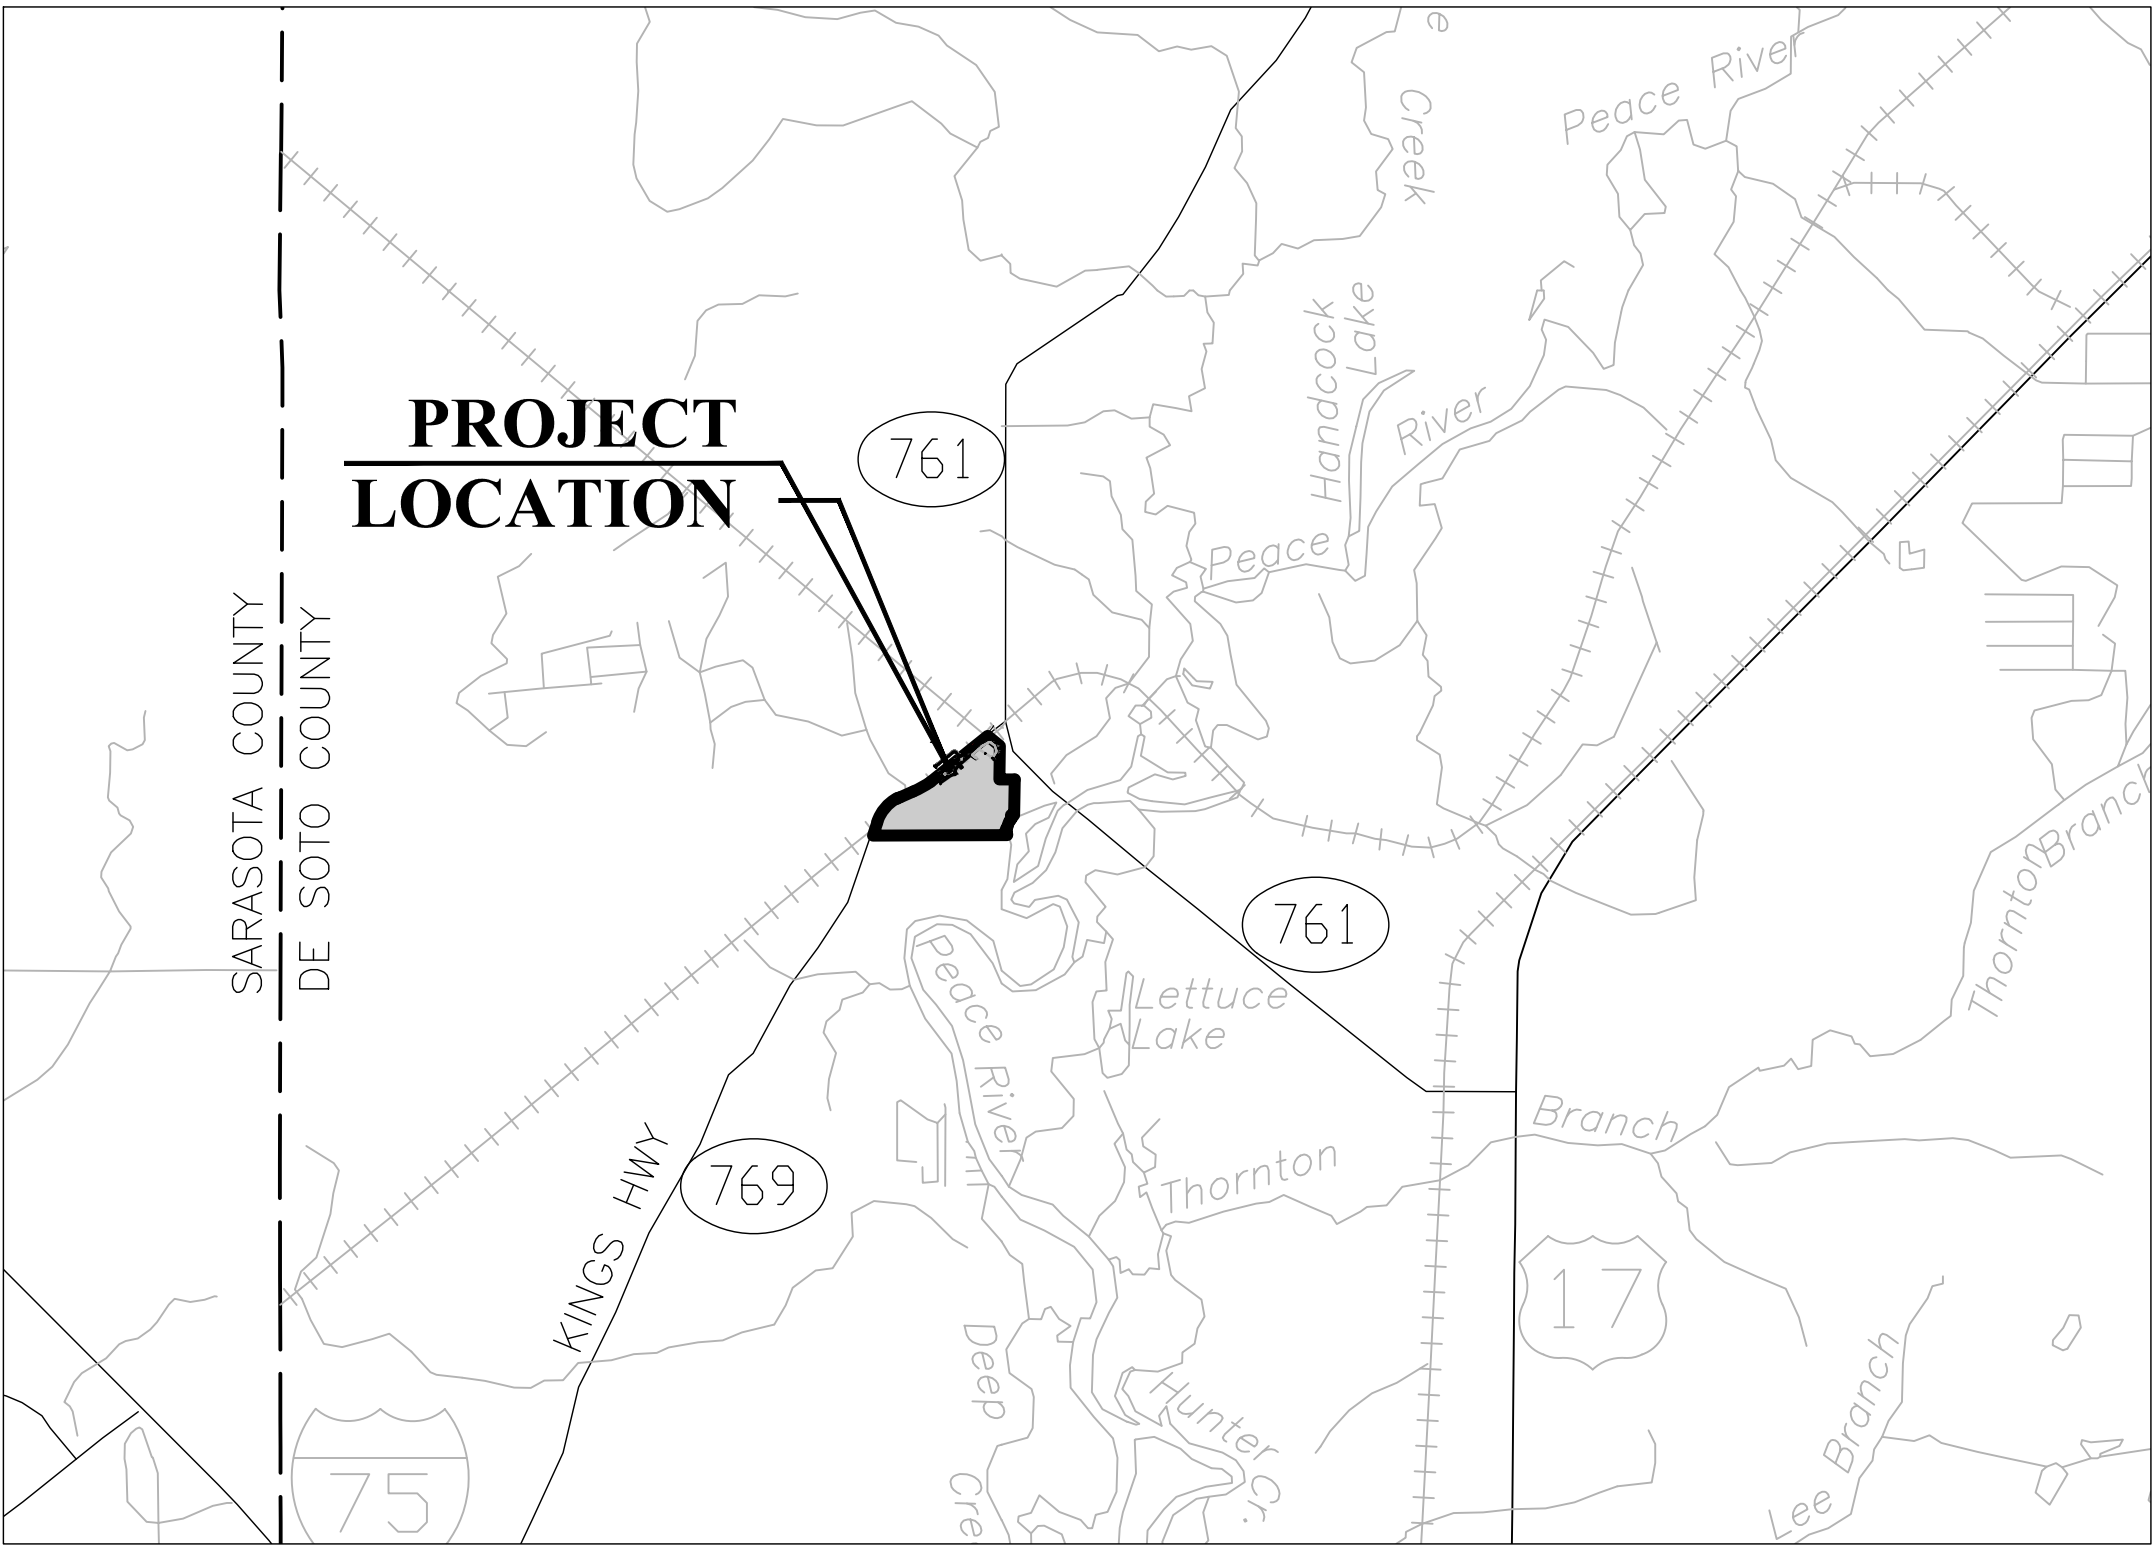 e
Creek
Peace River
Handcock
Lake
PROJECT
LOCATION
761
River
Peace
SARASOTA COUNTY
DE SOTO COUNTY
Thornton
Branch
761
Peace River
Lettuce
Lake
KINGS HWY
769
Thornton
Branch
17
Deep
Cree
Hunter
Cr.
Lee Branch
75